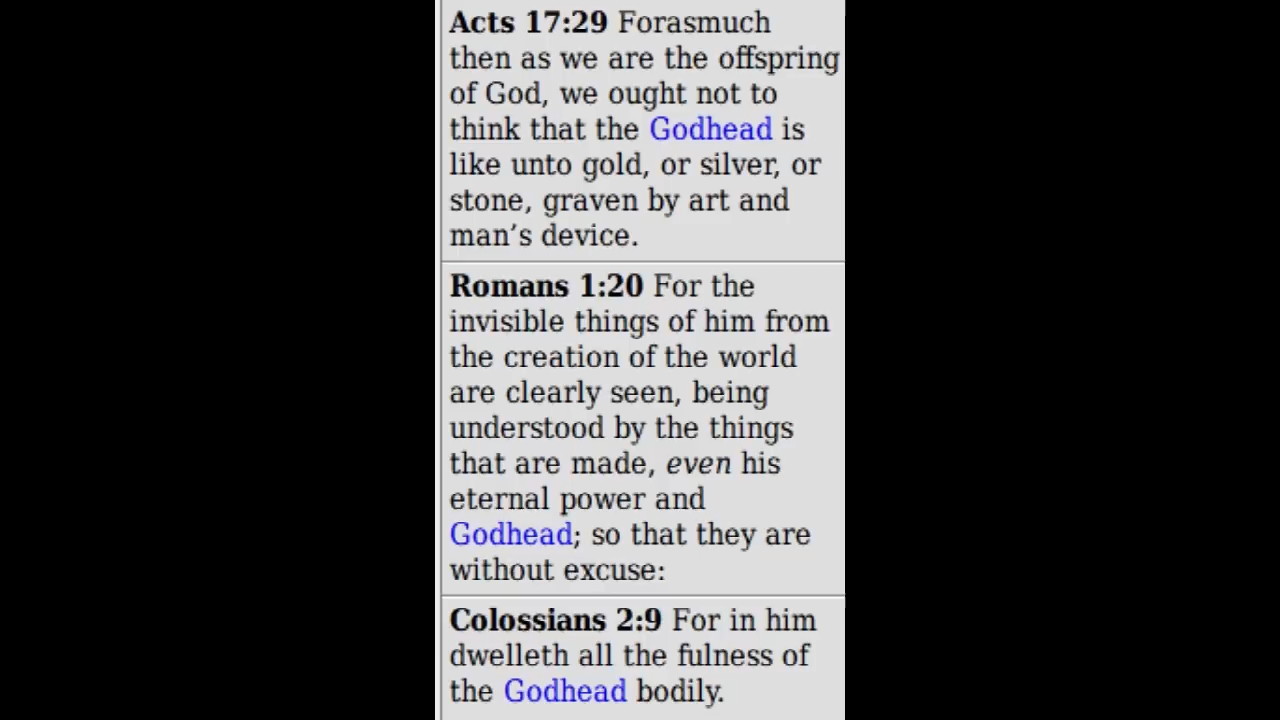 Acts 17:29 Forasmuch
then as we are the offspring
of God, we ought not to
think that the Godhead is
like unto gold, or silver, or
stone, graven by art and
man’s device.
Romans 1:20 For the
invisible things of him from
the creation of the world
are clearly seen, being
understood by the things
that are made, even his
eternal power and
Godhead; so that they are
without excuse:
Colossians 2:9 For in him
dwelleth all the fulness of
the Godhead bodily.